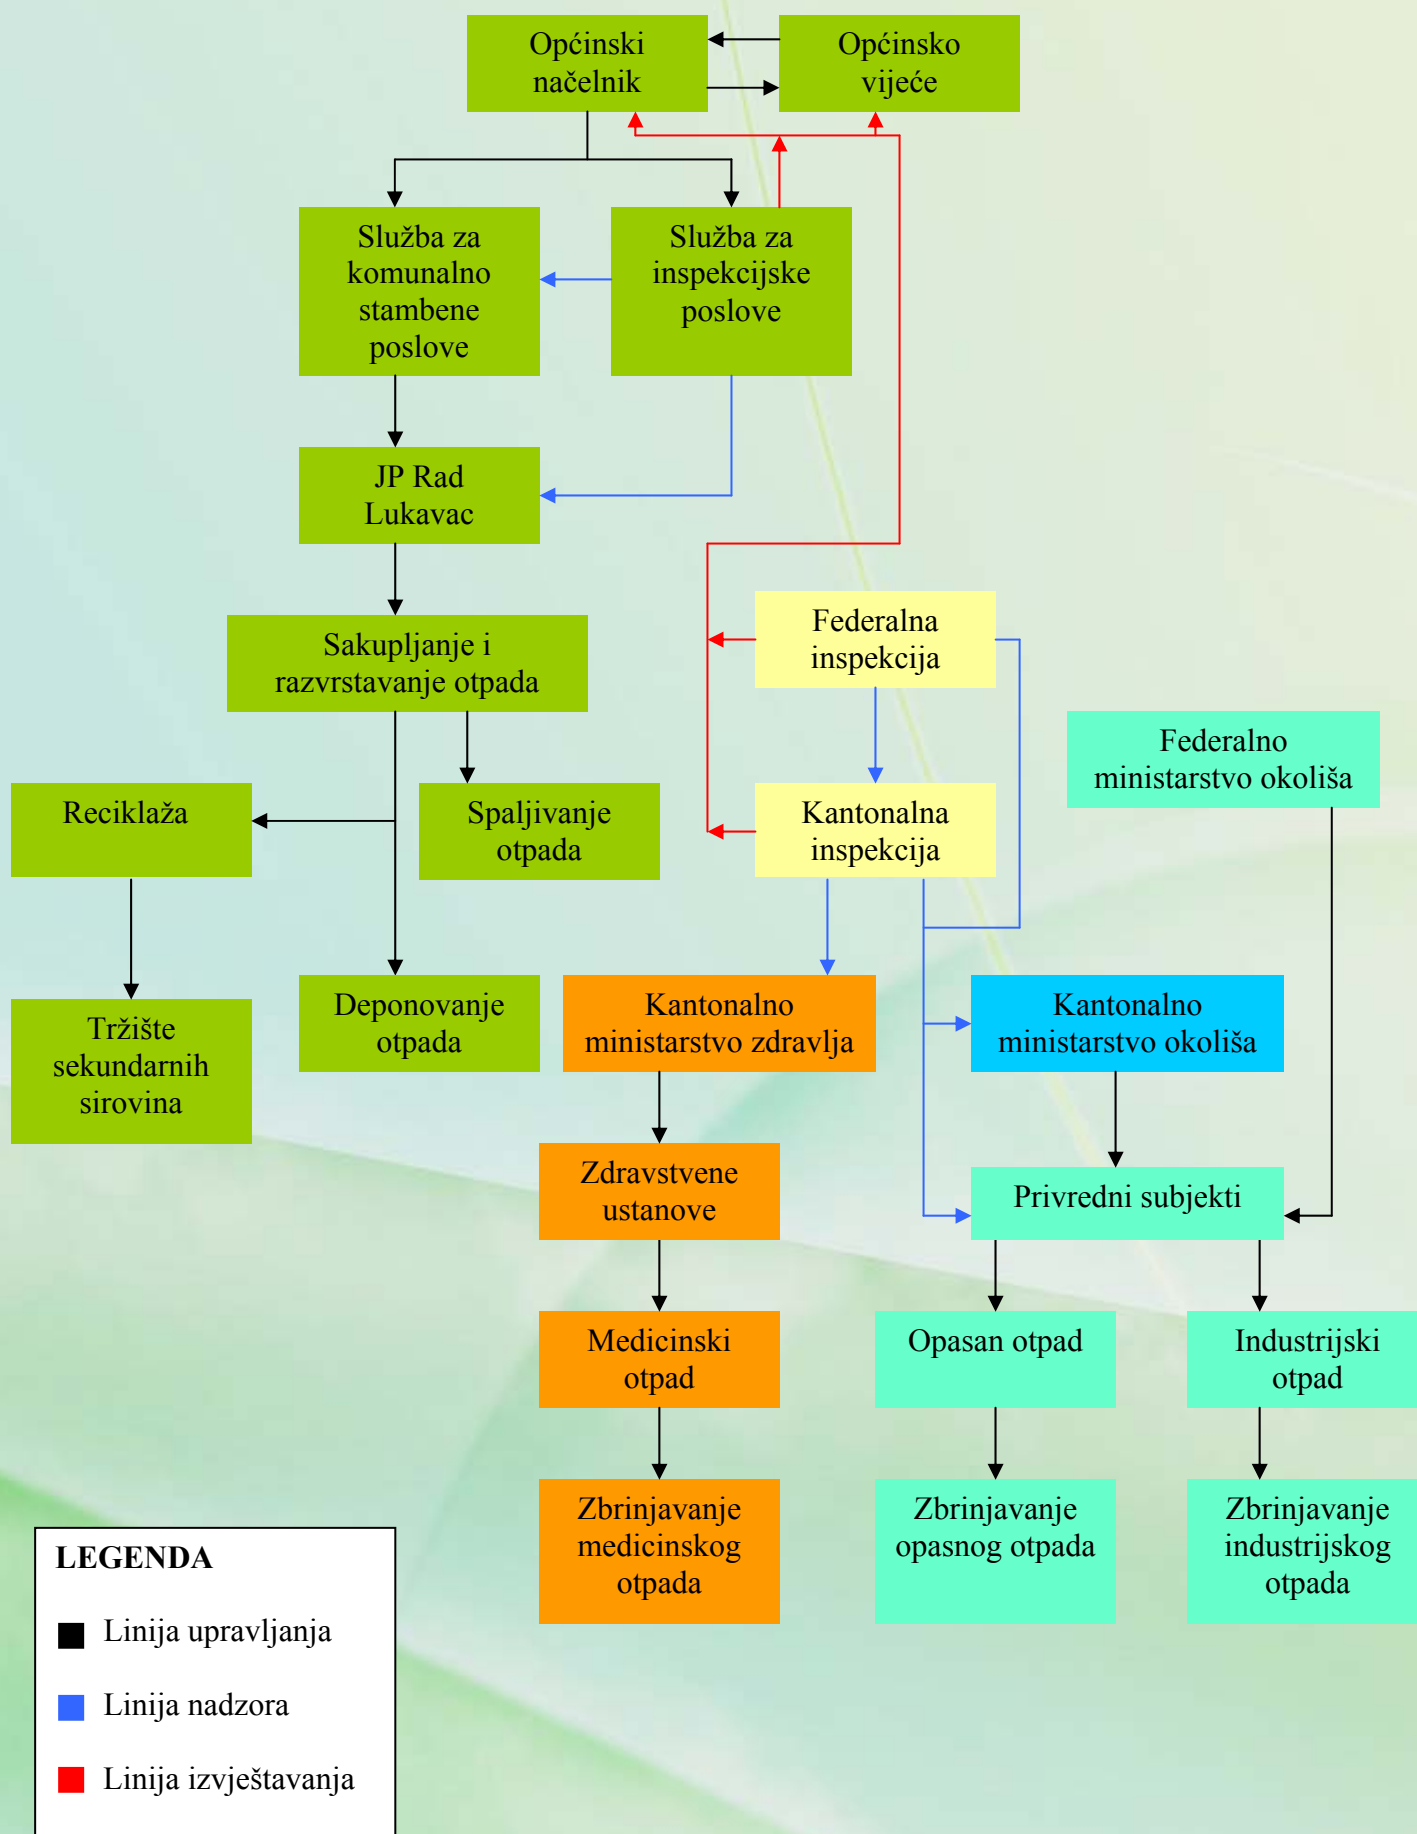 Općinski
načelnik
Općinsko
vijeće
Služba za
komunalno
stambene
poslove
Služba za
inspekcijske
poslove
JP Rad
Lukavac
Sakupljanje i
razvrstavanje otpada
Federalna
inspekcija
Federalno
ministarstvo okoliša
Reciklaža
Spaljivanje
otpada
Kantonalna
inspekcija
Tržište
sekundarnih
sirovina
Deponovanje
otpada
Kantonalno
ministarstvo zdravlja
Kantonalno
ministarstvo okoliša
Zdravstvene
ustanove
Privredni subjekti
Medicinski
otpad
Opasan otpad
Industrijski
otpad
Zbrinjavanje
medicinskog
otpada
Zbrinjavanje
opasnog otpada
Zbrinjavanje
industrijskog
otpada
LEGENDA
Linija upravljanja
Linija nadzora
Linija izvještavanja